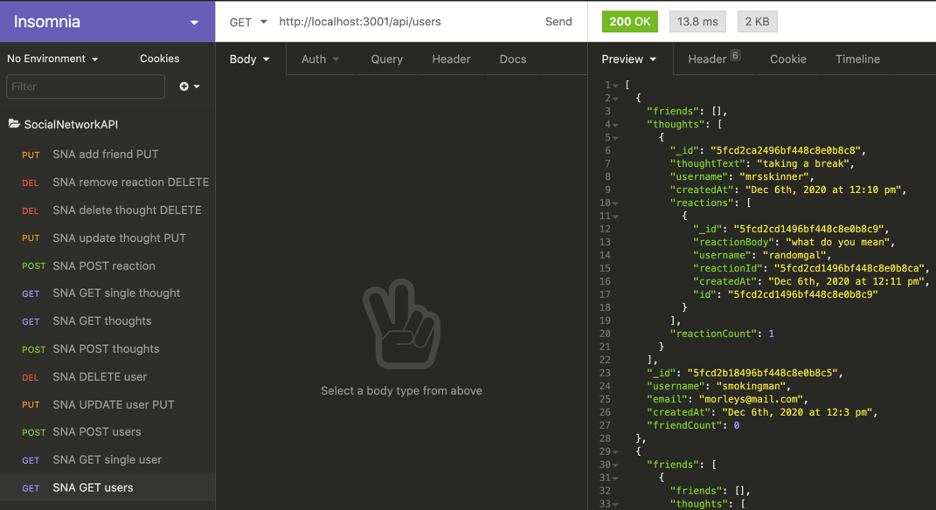 Insomnia
GET http://localhost:3001/api/users Send
200 OK 13.8 ms 2 KB
No Environment Cookies
Body Auth Query Header Docs
Preview Header 6 Cookie Timeline
Filter
SocialNetworkAPI
PUT SNA add friend PUT
DEL SNA remove reaction DELETE
DEL SNA delete thought DELETE
PUT SNA update thought PUT
POST SNA POST reaction
GET SNA GET single thought
GET SNA GET thoughts
POST SNA POST thoughts
DEL SNA DELETE user
PUT SNA UPDATE user PUT
POST SNA POST users
GET SNA GET single user
GET SNA GET users
Select a body type from above
1 [
2 {
3 "friends": [],
4 "thoughts": [
5 {
6 "_id": "5fcd2ca2496bf448c8e0b8c8",
7 "thoughtText": "taking a break",
8 "username": "mrsskinner",
9 "createdAt": "Dec 6th, 2020 at 12:10 pm",
10 "reactions": [
11 {
12 "_id": "5fcd2cd1496bf448c8e0b8c9",
13 "reactionBody": "what do you mean",
14 "username": "randomgal",
15 "reactionId": "5fcd2cd1496bf448c8e0b8ca",
16 "createdAt": "Dec 6th, 2020 at 12:11 pm",
17 "id": "5fcd2cd1496bf448c8e0b8c9"
18 }
19 ],
20 "reactionCount": 1
21 }
22 ],
23 "_id": "5fcd2b18496bf448c8e0b8c5",
24 "username": "smokingman",
25 "email": "morleys@mail.com",
26 "createdAt": "Dec 6th, 2020 at 12:3 pm",
27 "friendCount": 0
28 },
29 {
30 "friends": [
31 {
32 "friends": [],
33 "thoughts": [